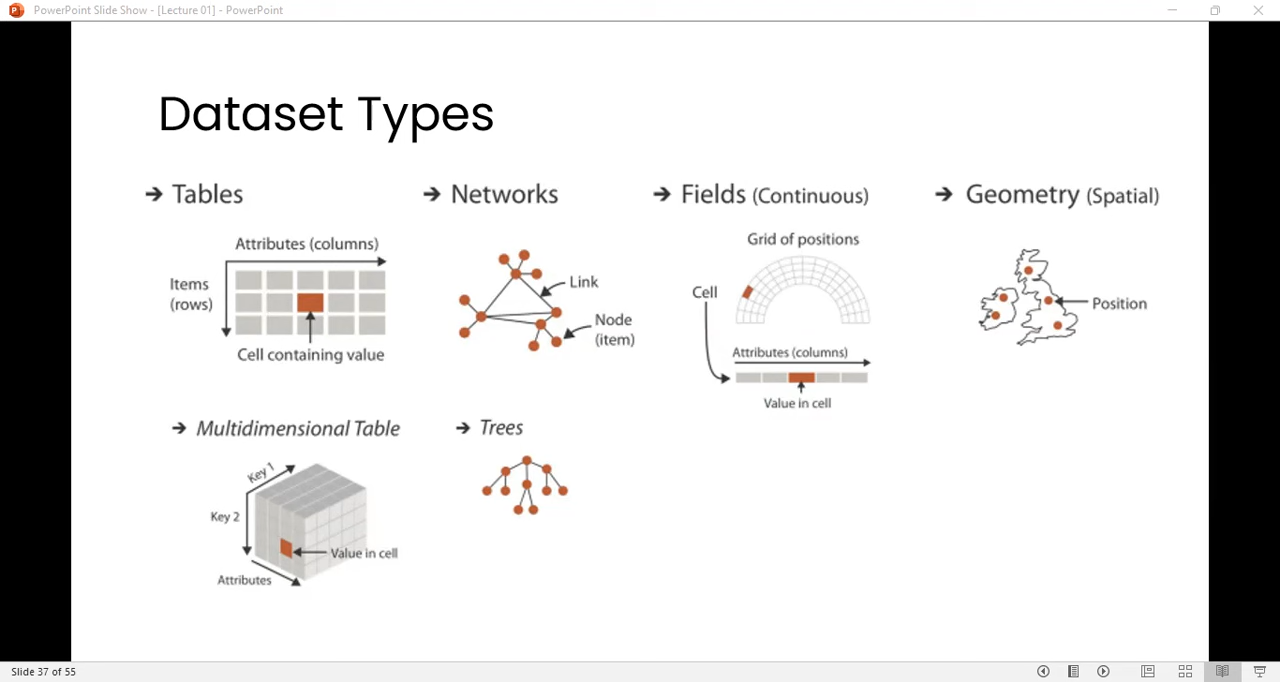 PowerPoint Slide Show - [Lecture 01] - PowerPoint
Dataset Types
→ Tables
Attributes (columns)
Items
(rows)
Cell containing value
→ Multidimensional Table
Key 1
Key 2
Value in cell
Attributes
→ Networks
Link
Node
(item)
→ Trees
→ Fields (Continuous)
Grid of positions
Cell
Attributes (columns)
Value in cell
→ Geometry (Spatial)
Position
Slide 37 of 55